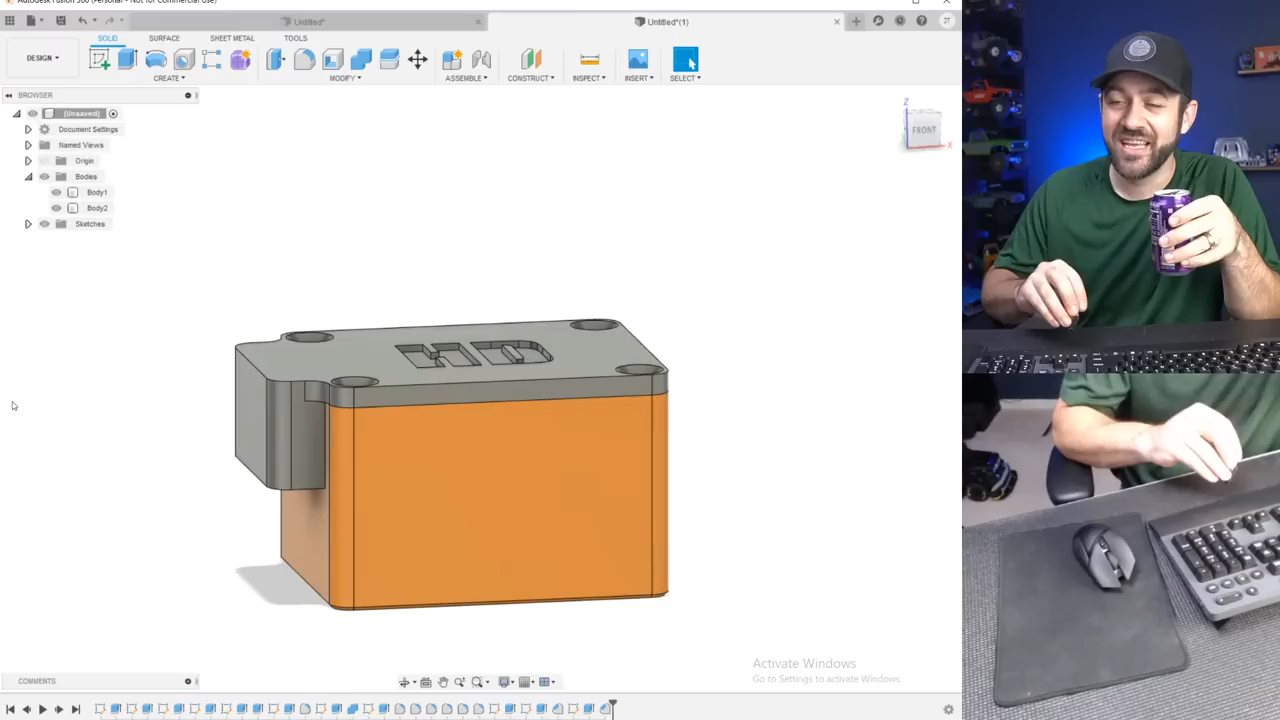 Autodesk Fusion 360 (Personal - Not for Commercial Use)
Untitled*
Untitled*(1)
JT
SOLID SURFACE SHEET METAL TOOLS
DESIGN
CREATE MODIFY ASSEMBLE CONSTRUCT INSPECT INSERT SELECT
BROWSER
(Unsaved)
Document Settings
Named Views
Origin
Bodies
Body1
Body2
Sketches
Z
FRONT
X
Activate Windows
Go to Settings to activate Windows.
COMMENTS